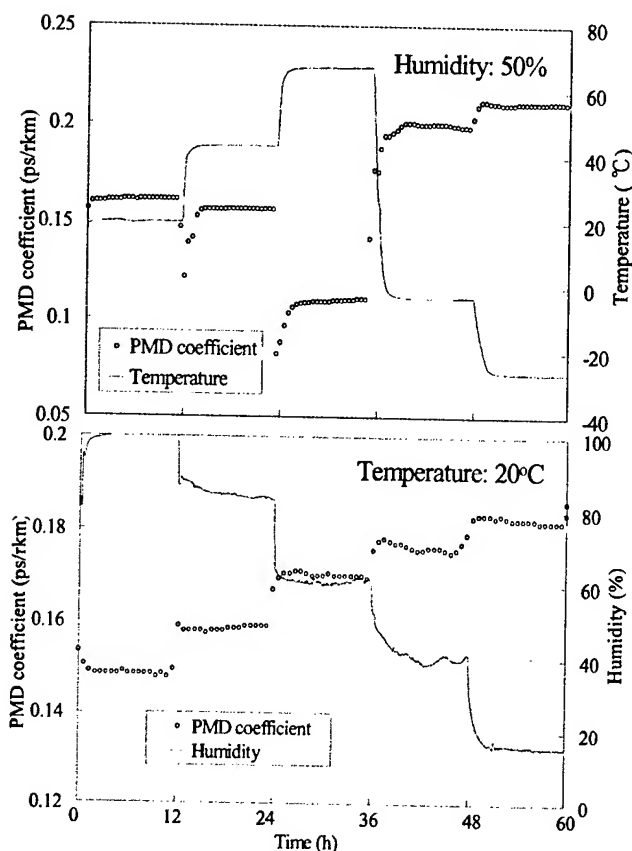 0.25
0.2
0.15
0.1
0.05
PMD coefficient (ps/rkm)
Humidity: 50%
PMD coefficient
Temperature
80
60
40
20
0
-20
-40
Temperature ( ℃)
0.2
0.18
0.16
0.14
0.12
PMD coefficient (ps/rkm)
Temperature: 20°C
PMD coefficient
Humidity
100
80
60
40
20
0
Humidity (%)
0
12
24
36
48
60
Time (h)